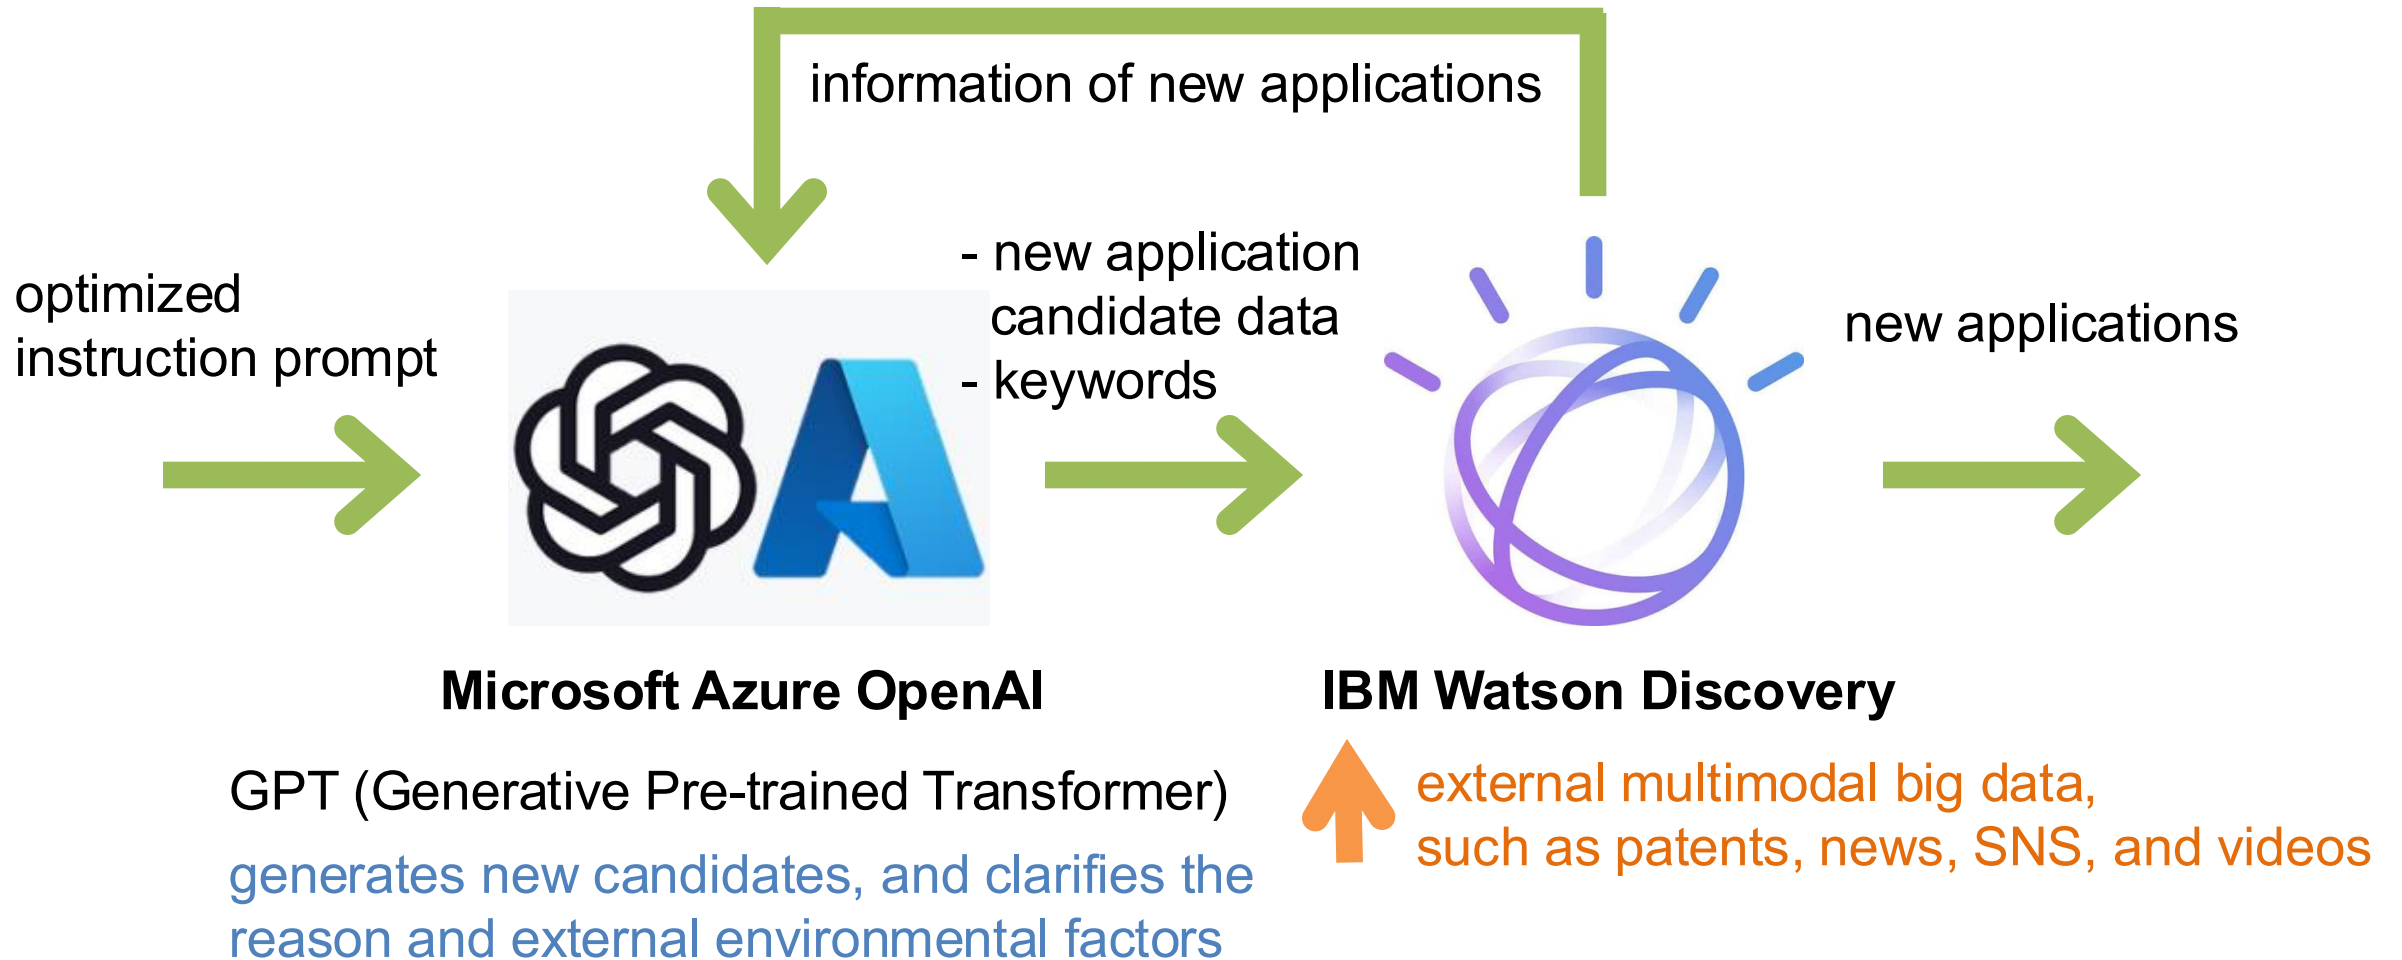 information of new applications
optimized
instruction prompt
- new application
candidate data
- keywords
new applications
Microsoft Azure OpenAI
IBM Watson Discovery
GPT (Generative Pre-trained Transformer)
generates new candidates, and clarifies the
reason and external environmental factors
external multimodal big data,
such as patents, news, SNS, and videos